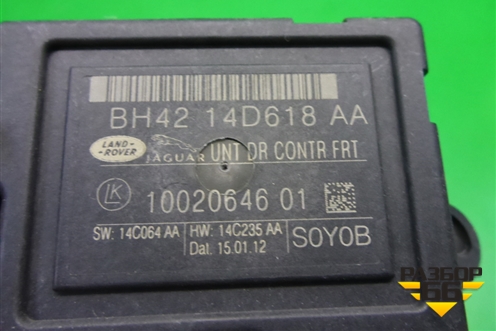 BH42 14D618 AA
LAND-
ROVER
JAGUAR UNT DR CONTR FRT
LK 10020646 01
SW: 14C064 AA HW: 14C235 AA
Dat. 15.01.12
S0Y0B
РАЗБОР
66